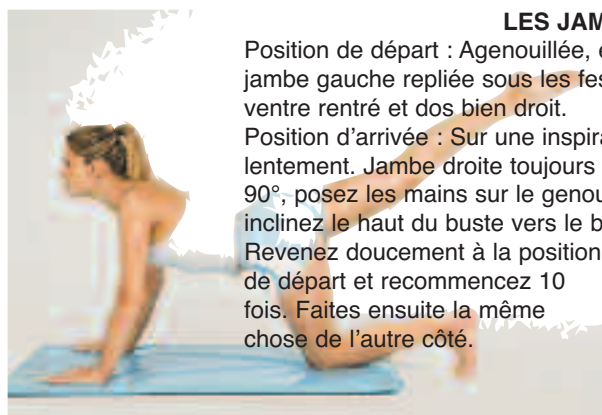 LES JAM
Position de départ : Agenouillée, e
jambe gauche repliée sous les fes
ventre rentré et dos bien droit.
Position d’arrivée : Sur une inspira
lentement. Jambe droite toujours
90°, posez les mains sur le genou
inclinez le haut du buste vers le b
Revenez doucement à la position
de départ et recommencez 10
fois. Faites ensuite la même
chose de l’autre côté.